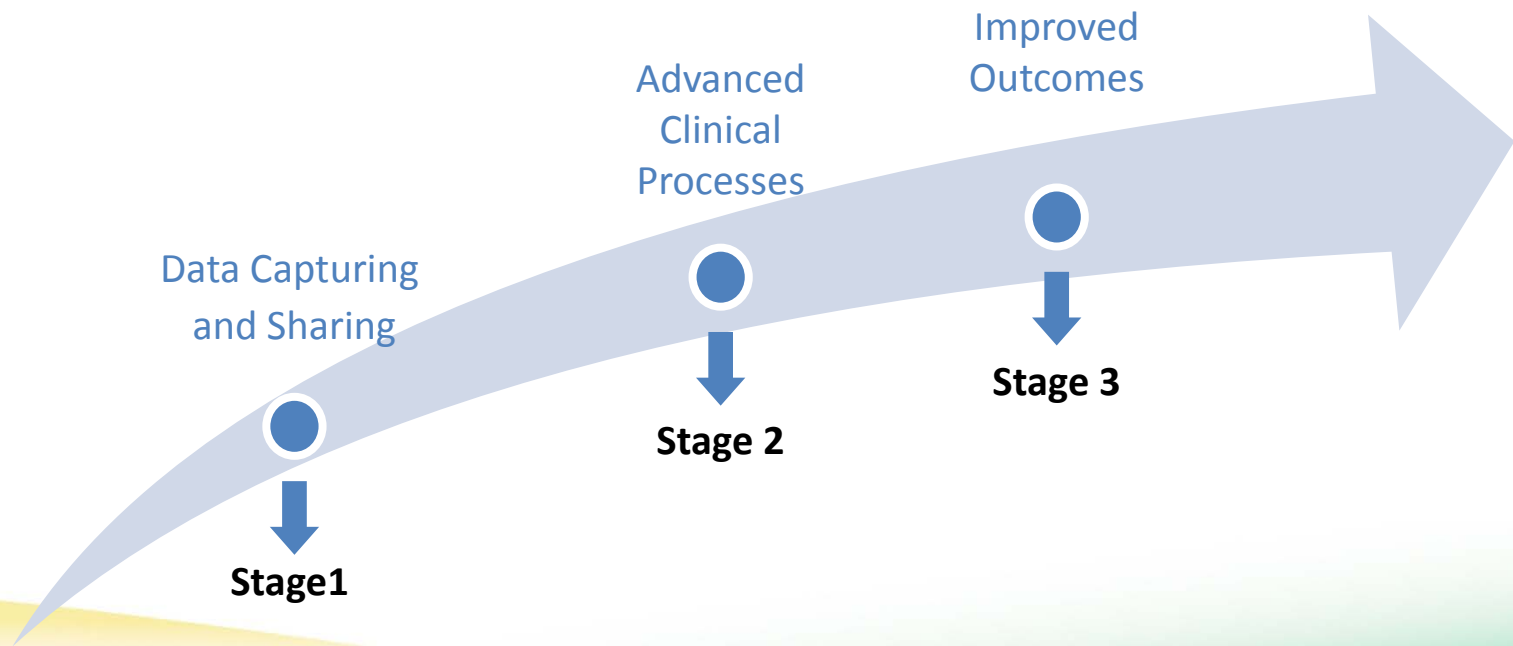 Improved
Outcomes
Advanced
Clinical
Processes
Data Capturing
and Sharing
Stage 3
Stage 2
Stage1